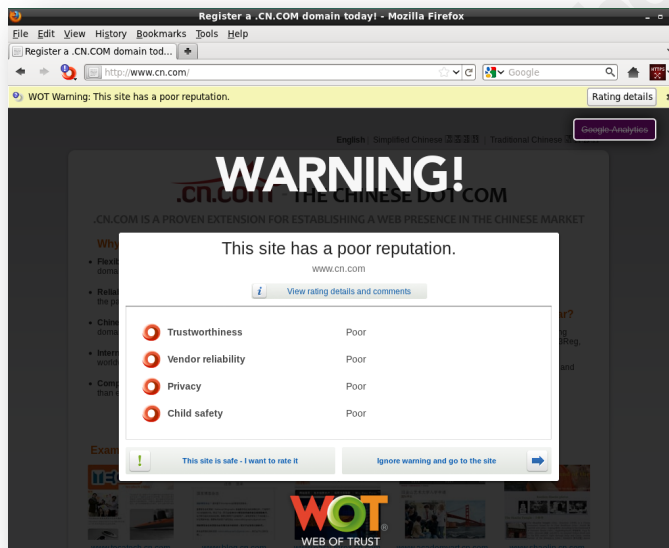 Register a .CN.COM domain today! - Mozilla Firefox
File Edit View History Bookmarks Tools Help
Register a .CN.COM domain tod...
http://www.cn.com/
Google
WOT Warning: This site has a poor reputation.
Rating details
Google Analytics
English | Simplified Chinese | Traditional Chinese
WARNING!
.cn.com - THE CHINESE DOT COM
.CN.COM IS A PROVEN EXTENSION FOR ESTABLISHING A WEB PRESENCE IN THE CHINESE MARKET
This site has a poor reputation.
www.cn.com
i View rating details and comments
Trustworthiness Poor
Vendor reliability Poor
Privacy Poor
Child safety Poor
! This site is safe - I want to rate it
Ignore warning and go to the site
WOT®
WEB OF TRUST